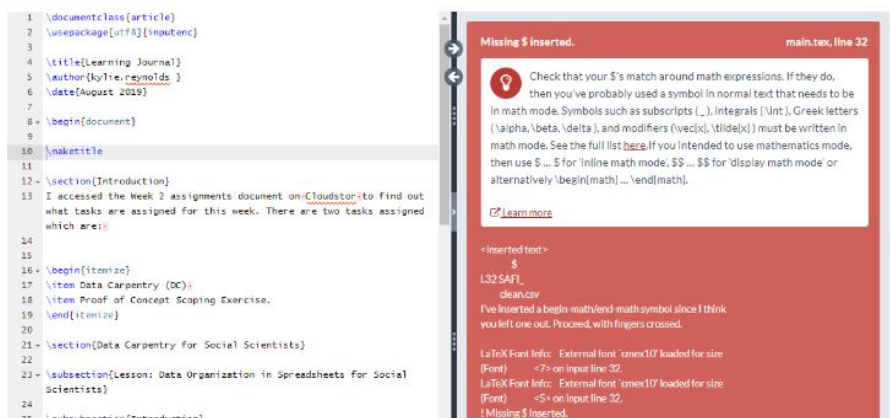 1 \documentclass{article}
2 \usepackage[utf8]{inputenc}
3
4 \title{Learning Journal}
5 \author{kylie.reynolds }
6 \date{August 2019}
7
8 \begin{document}
9
10 \maketitle
11
12 \section{Introduction}
13 I accessed the Week 2 assignments document on Cloudstor to find out
what tasks are assigned for this week. There are two tasks assigned
which are:
14
15
16 \begin{itemize}
17 \item Data Carpentry (DC)
18 \item Proof of Concept Scoping Exercise.
19 \end{itemize}
20
21 \section{Data Carpentry for Social Scientists}
22
23 \subsection{Lesson: Data Organization in Spreadsheets for Social
Scientists}
24
25 \subsubsection{Introduction}
Missing $ inserted. main.tex, line 32
Check that your $'s match around math expressions. If they do,
then you've probably used a symbol in normal text that needs to be
in math mode. Symbols such as subscripts ( _ ), integrals ( \int ), Greek letters
( \alpha, \beta, \delta ), and modifiers (\vec{x}, \tilde{x} ) must be written in
math mode. See the full list here.If you intended to use mathematics mode,
then use $ ... $ for 'inline math mode', $$ ... $$ for 'display math mode' or
alternatively \begin{math} ... \end{math}.
Learn more
<inserted text>
$
l.32 SAFI_
clean.csv
I've inserted a begin-math/end-math symbol since I think
you left one out. Proceed, with fingers crossed.
LaTeX Font Info: External font `cmex10' loaded for size
(Font) <7> on input line 32.
LaTeX Font Info: External font `cmex10' loaded for size
(Font) <5> on input line 32.
! Missing $ inserted.